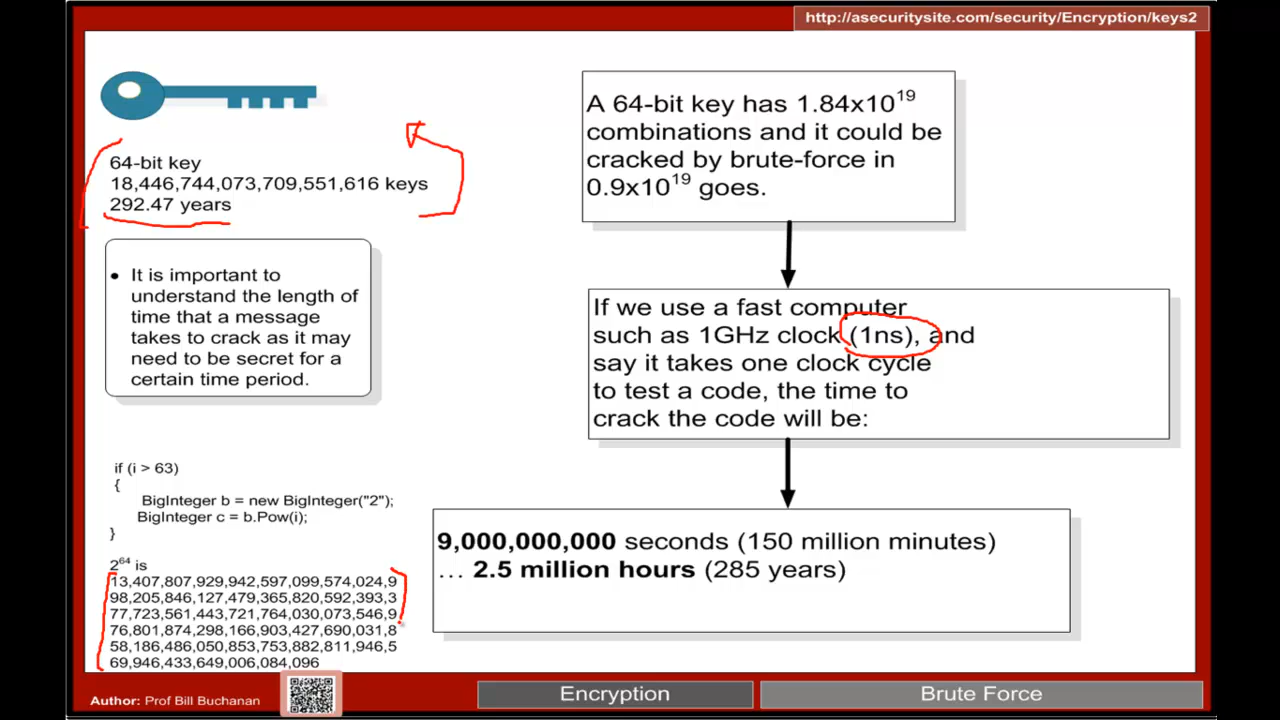 http://asecuritysite.com/security/Encryption/keys2
64-bit key
18,446,744,073,709,551,616 keys
292.47 years
• It is important to
understand the length of
time that a message
takes to crack as it may
need to be secret for a
certain time period.
if (i > 63)
{
BigInteger b = new BigInteger("2");
BigInteger c = b.Pow(i);
}
2^64 is
13,407,807,929,942,597,099,574,024,9
98,205,846,127,479,365,820,592,393,3
77,723,561,443,721,764,030,073,546,9
76,801,874,298,166,903,427,690,031,8
58,186,486,050,853,753,882,811,946,5
69,946,433,649,006,084,096
A 64-bit key has 1.84x10^19
combinations and it could be
cracked by brute-force in
0.9x10^19 goes.
If we use a fast computer
such as 1GHz clock (1ns), and
say it takes one clock cycle
to test a code, the time to
crack the code will be:
9,000,000,000 seconds (150 million minutes)
... 2.5 million hours (285 years)
Author: Prof Bill Buchanan
Encryption
Brute Force